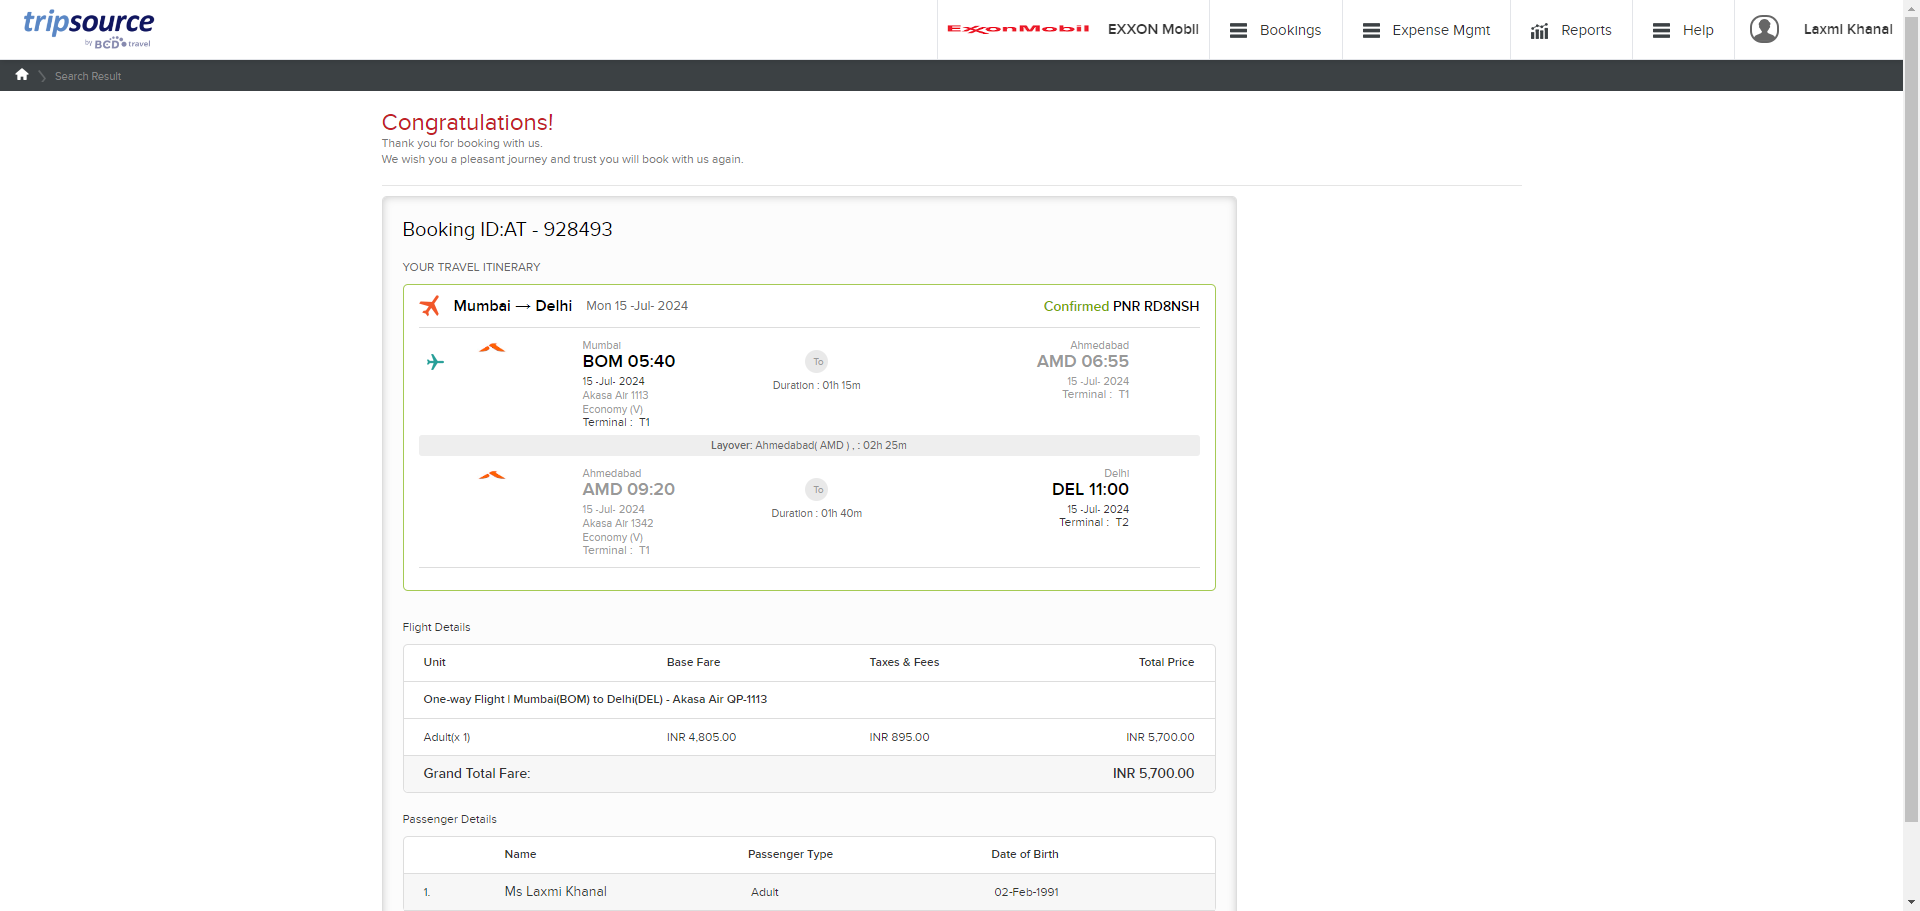 tripsource
by BCD travel
ExxonMobil
EXXON Mobil
Bookings
Expense Mgmt
Reports
Help
Laxmi Khanal
Search Result
Congratulations!
Thank you for booking with us.
We wish you a pleasant journey and trust you will book with us again.
Booking ID:AT - 928493
YOUR TRAVEL ITINERARY
Mumbai → Delhi Mon 15 -Jul- 2024 Confirmed PNR RD8NSH
Mumbai
BOM 05:40
15 -Jul- 2024
Akasa Air 1113
Economy (V)
Terminal : T1
To
Duration : 01h 15m
Ahmedabad
AMD 06:55
15 -Jul- 2024
Terminal : T1
Layover: Ahmedabad( AMD ) , : 02h 25m
Ahmedabad
AMD 09:20
15 -Jul- 2024
Akasa Air 1342
Economy (V)
Terminal : T1
To
Duration : 01h 40m
Delhi
DEL 11:00
15 -Jul- 2024
Terminal : T2
Flight Details
Unit Base Fare Taxes & Fees Total Price
One-way Flight | Mumbai(BOM) to Delhi(DEL) - Akasa Air QP-1113
Adult(x 1) INR 4,805.00 INR 895.00 INR 5,700.00
Grand Total Fare: INR 5,700.00
Passenger Details
Name Passenger Type Date of Birth
1. Ms Laxmi Khanal Adult 02-Feb-1991